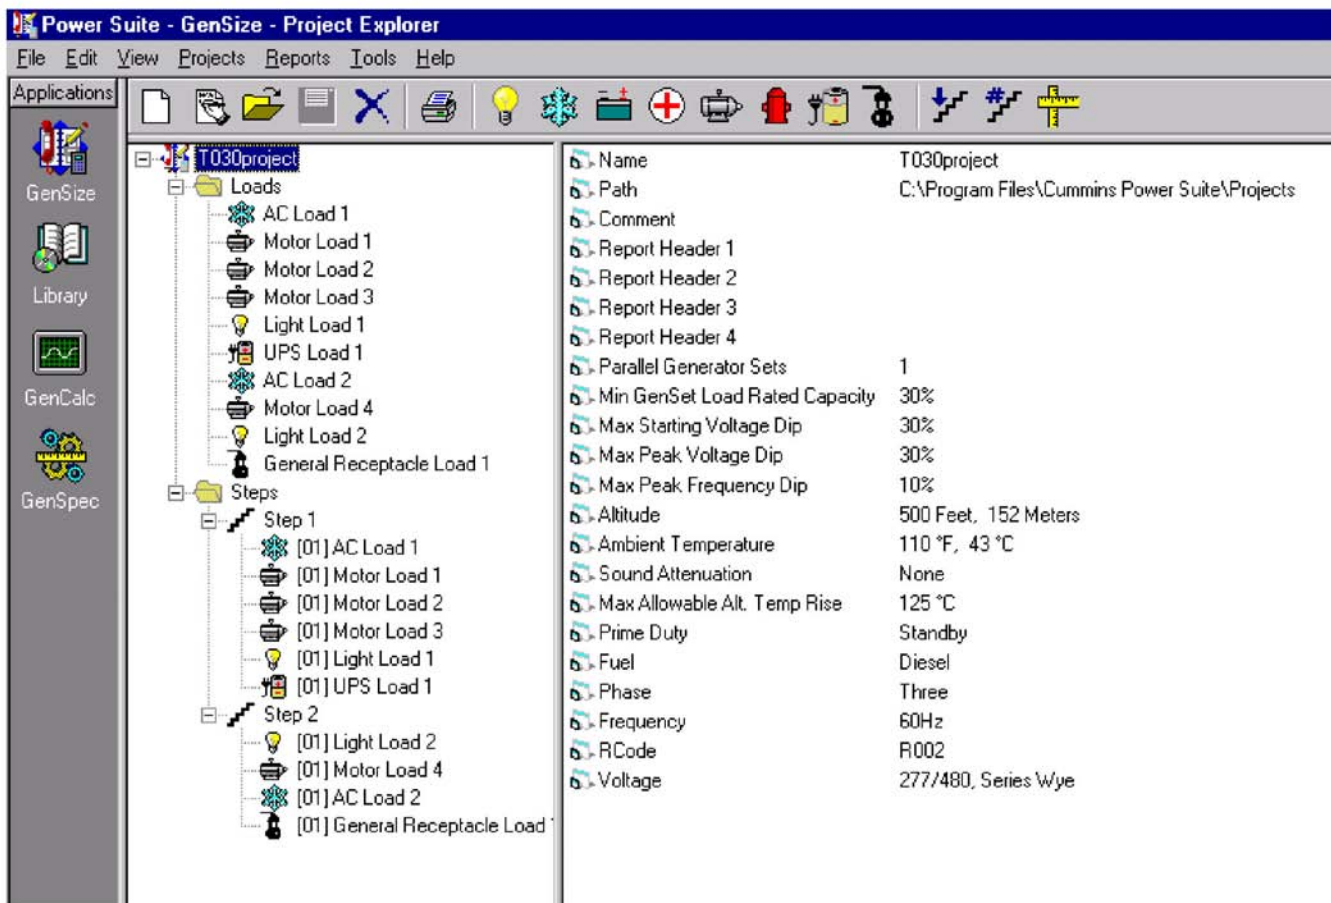 Power Suite - GenSize - Project Explorer
File Edit View Projects Reports Tools Help
Applications
GenSize
Library
GenCalc
GenSpec
T030project
Loads
AC Load 1
Motor Load 1
Motor Load 2
Motor Load 3
Light Load 1
UPS Load 1
AC Load 2
Motor Load 4
Light Load 2
General Receptacle Load 1
Steps
Step 1
[01] AC Load 1
[01] Motor Load 1
[01] Motor Load 2
[01] Motor Load 3
[01] Light Load 1
[01] UPS Load 1
Step 2
[01] Light Load 2
[01] Motor Load 4
[01] AC Load 2
[01] General Receptacle Load
Name T030project
Path C:\Program Files\Cummins Power Suite\Projects
Comment
Report Header 1
Report Header 2
Report Header 3
Report Header 4
Parallel Generator Sets 1
Min GenSet Load Rated Capacity 30%
Max Starting Voltage Dip 30%
Max Peak Voltage Dip 30%
Max Peak Frequency Dip 10%
Altitude 500 Feet, 152 Meters
Ambient Temperature 110 °F, 43 °C
Sound Attenuation None
Max Allowable Alt. Temp Rise 125 °C
Prime Duty Standby
Fuel Diesel
Phase Three
Frequency 60Hz
RCode R002
Voltage 277/480, Series Wye